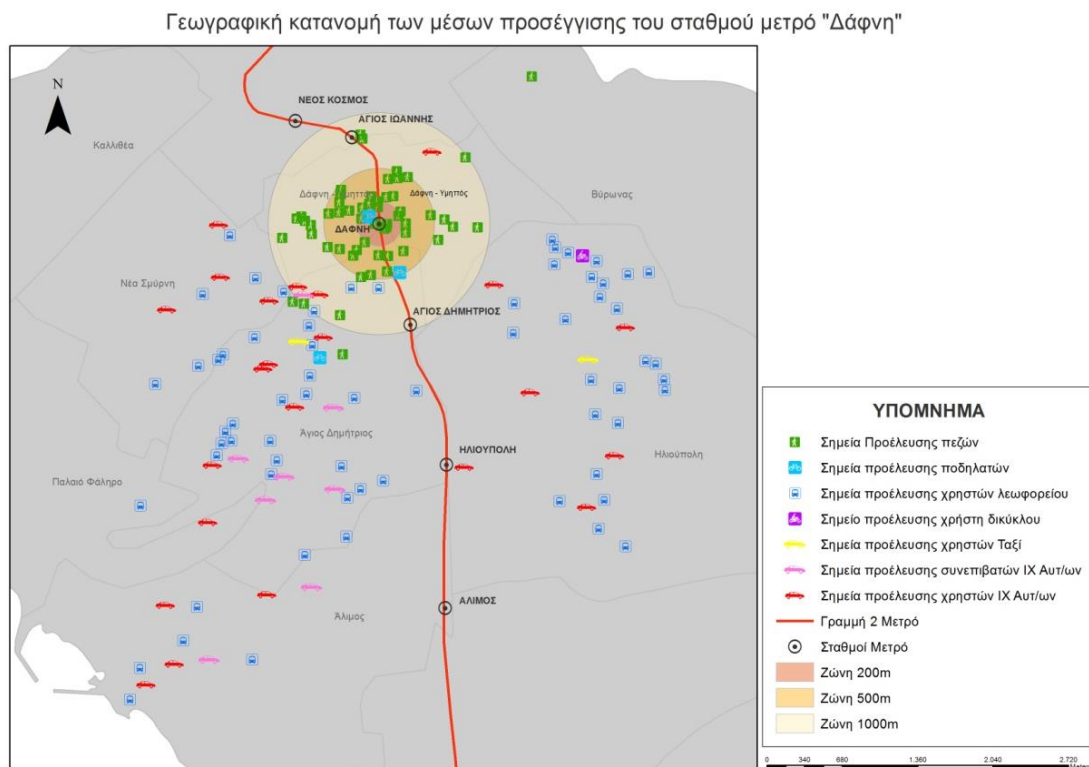 Γεωγραφική κατανομή των μέσων προσέγγισης του σταθμού μετρό "Δάφνη"
N
ΝΕΟΣ ΚΟΣΜΟΣ
ΑΓΙΟΣ ΙΩΑΝΝΗΣ
Καλλιθέα
Δάφνη - Υμηττός
Δάφνη - Υμηττός
Βύρωνας
ΔΑΦΝΗ
Νέα Σμύρνη
ΑΓΙΟΣ ΔΗΜΗΤΡΙΟΣ
Άγιος Δημήτριος
ΗΛΙΟΥΠΟΛΗ
Ηλιούπολη
Παλαιό Φάληρο
ΑΛΙΜΟΣ
Άλιμος
ΥΠΟΜΝΗΜΑ
Σημεία Προέλευσης πεζών
Σημεία προέλευσης ποδηλατών
Σημεία προέλευσης χρηστών λεωφορείου
Σημείο προέλευσης χρήστη δικύκλου
Σημεία προέλευσης χρηστών Ταξί
Σημεία προέλευσης συνεπιβατών ΙΧ Αυτ/ων
Σημεία προέλευσης χρηστών ΙΧ Αυτ/ων
Γραμμή 2 Μετρό
Σταθμοί Μετρό
Ζώνη 200m
Ζώνη 500m
Ζώνη 1000m
0 340 680 1.360 2.040 2.720